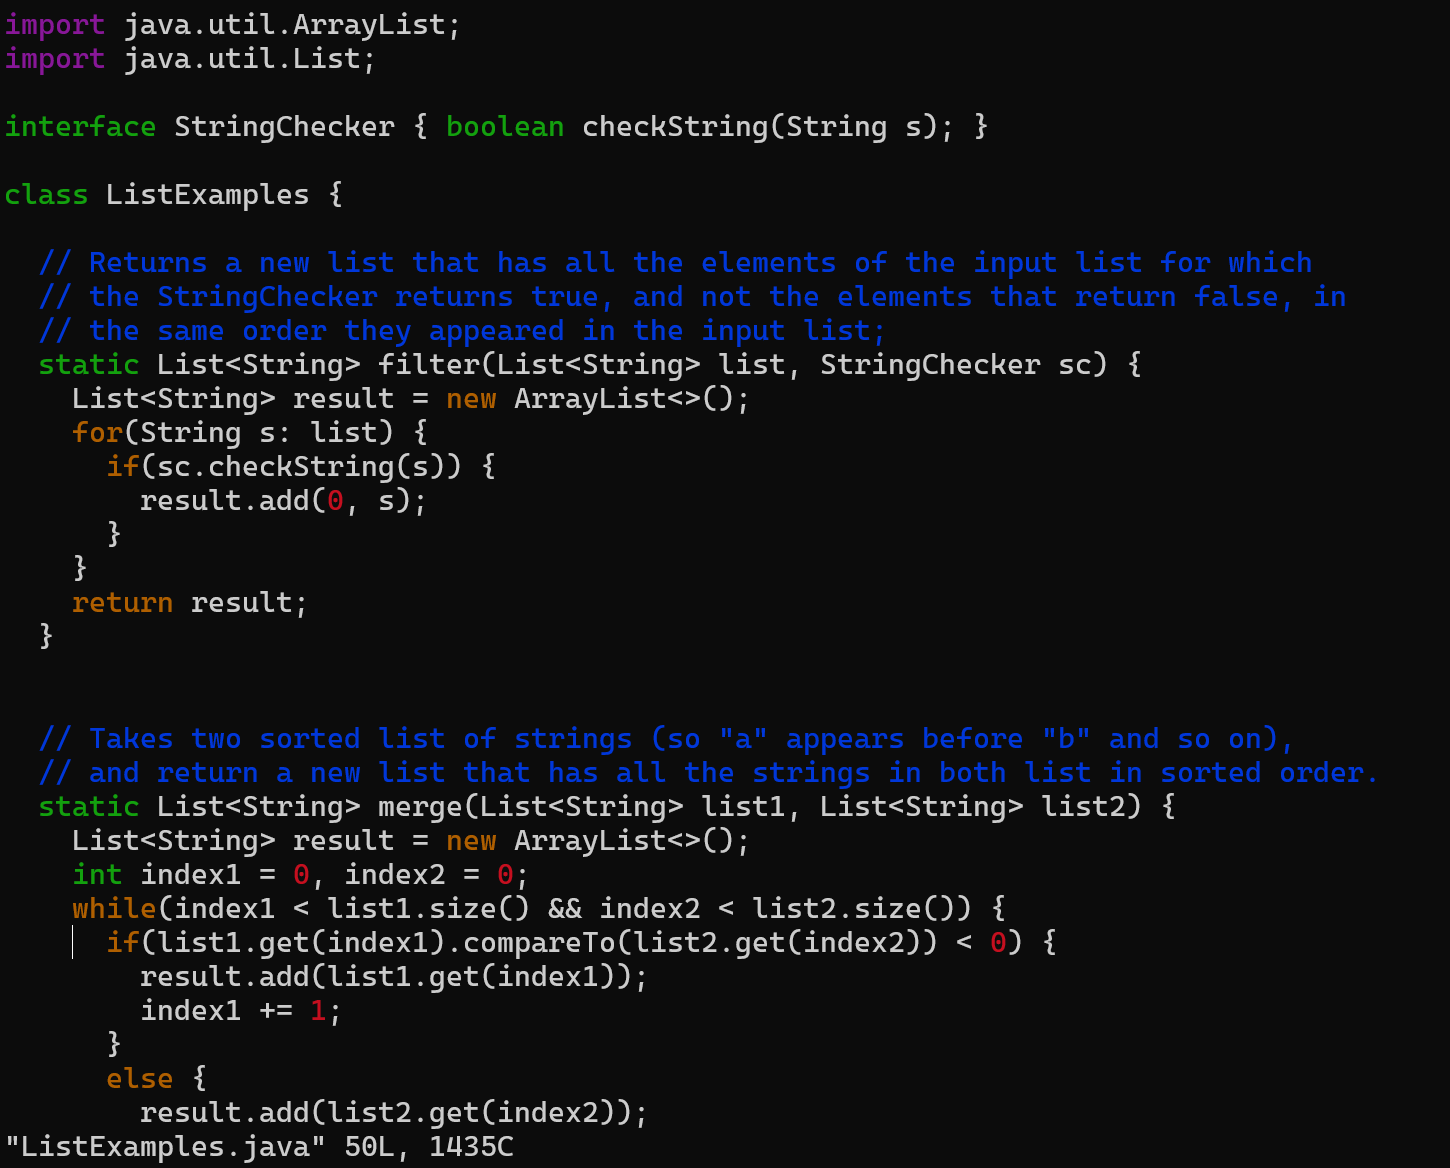 import java.util.ArrayList;
import java.util.List;

interface StringChecker { boolean checkString(String s); }

class ListExamples {

  // Returns a new list that has all the elements of the input list for which
  // the StringChecker returns true, and not the elements that return false, in
  // the same order they appeared in the input list;
  static List<String> filter(List<String> list, StringChecker sc) {
    List<String> result = new ArrayList<>();
    for(String s: list) {
      if(sc.checkString(s)) {
        result.add(0, s);
      }
    }
    return result;
  }


  // Takes two sorted list of strings (so "a" appears before "b" and so on),
  // and return a new list that has all the strings in both list in sorted order.
  static List<String> merge(List<String> list1, List<String> list2) {
    List<String> result = new ArrayList<>();
    int index1 = 0, index2 = 0;
    while(index1 < list1.size() && index2 < list2.size()) {
      if(list1.get(index1).compareTo(list2.get(index2)) < 0) {
        result.add(list1.get(index1));
        index1 += 1;
      }
      else {
        result.add(list2.get(index2));
"ListExamples.java" 50L, 1435C